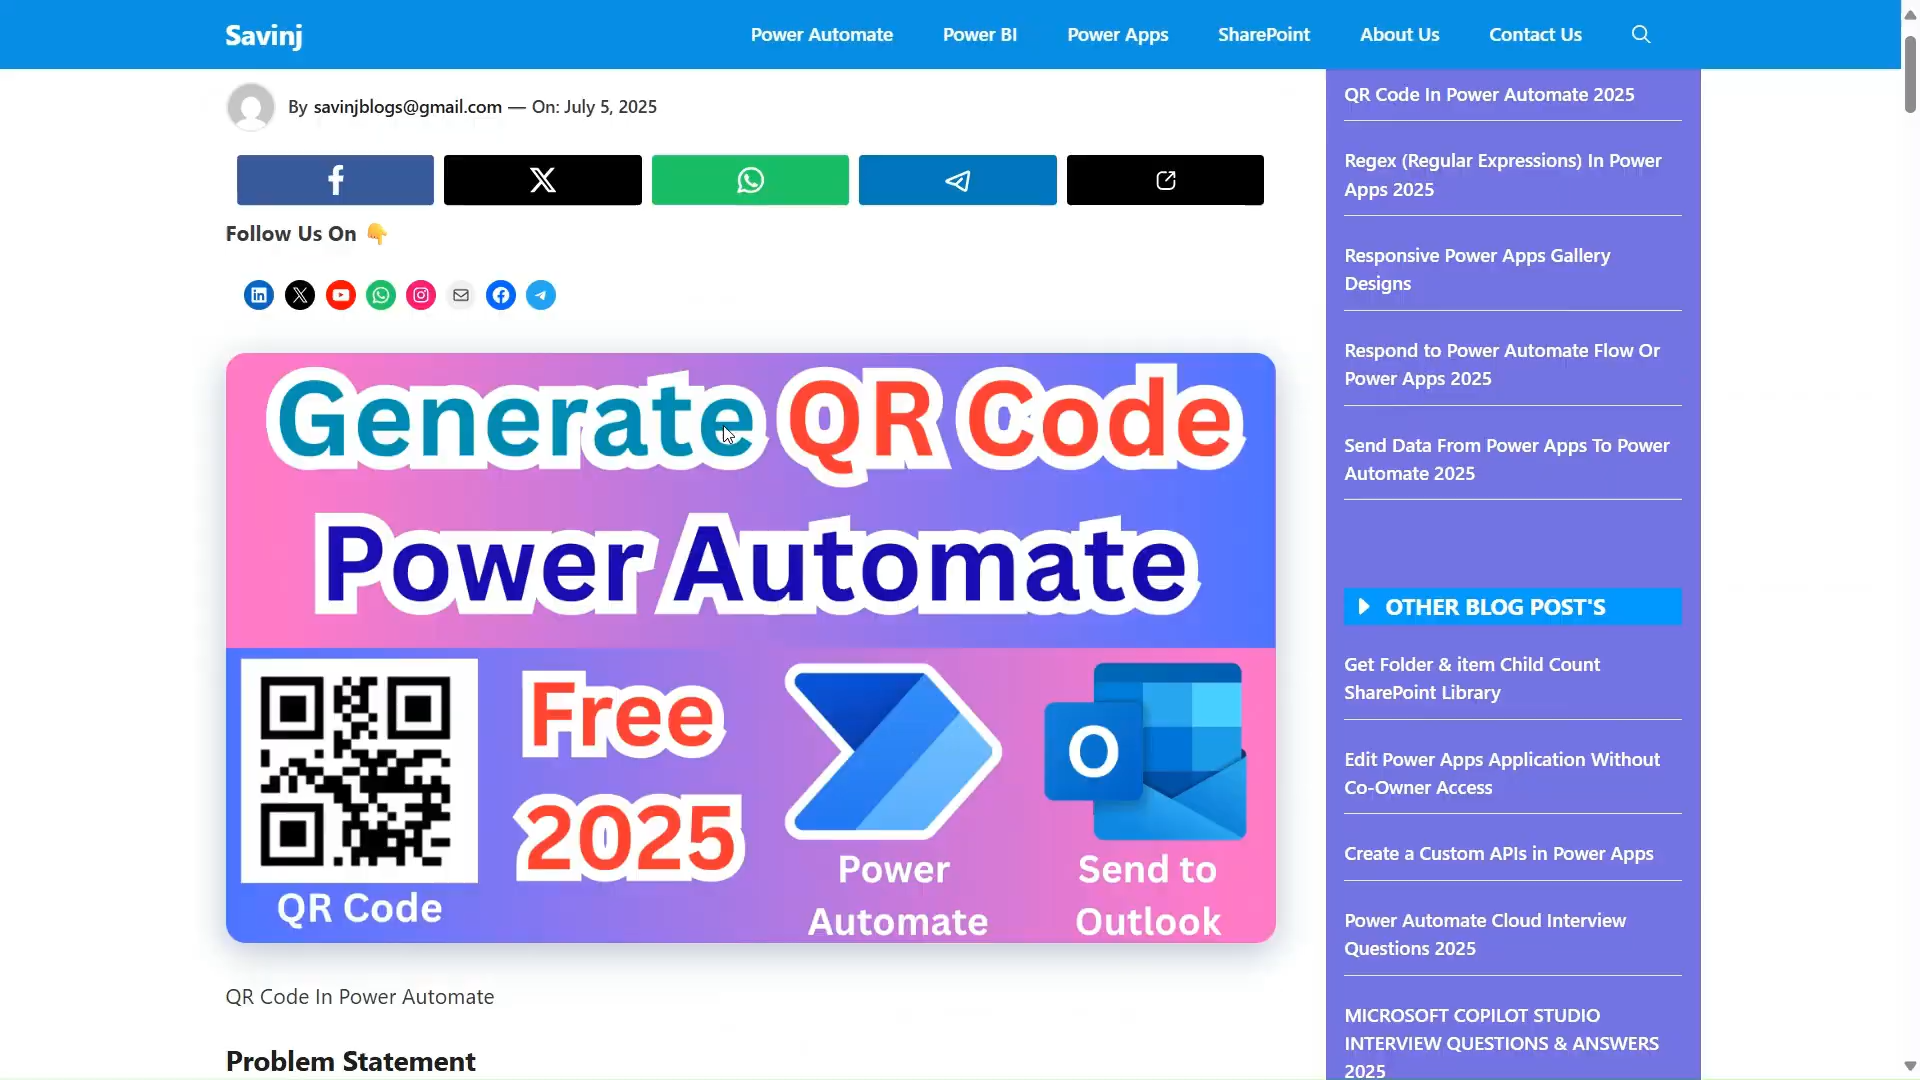 Savinj
Power Automate
Power BI
Power Apps
SharePoint
About Us
Contact Us
By savinjblogs@gmail.com — On: July 5, 2025
Follow Us On 👇
Generate QR Code
Power Automate
Free
2025
QR Code
Power
Automate
Send to
Outlook
QR Code In Power Automate
Problem Statement
QR Code In Power Automate 2025
Regex (Regular Expressions) In Power
Apps 2025
Responsive Power Apps Gallery
Designs
Respond to Power Automate Flow Or
Power Apps 2025
Send Data From Power Apps To Power
Automate 2025
OTHER BLOG POST'S
Get Folder & item Child Count
SharePoint Library
Edit Power Apps Application Without
Co-Owner Access
Create a Custom APIs in Power Apps
Power Automate Cloud Interview
Questions 2025
MICROSOFT COPILOT STUDIO
INTERVIEW QUESTIONS & ANSWERS
2025